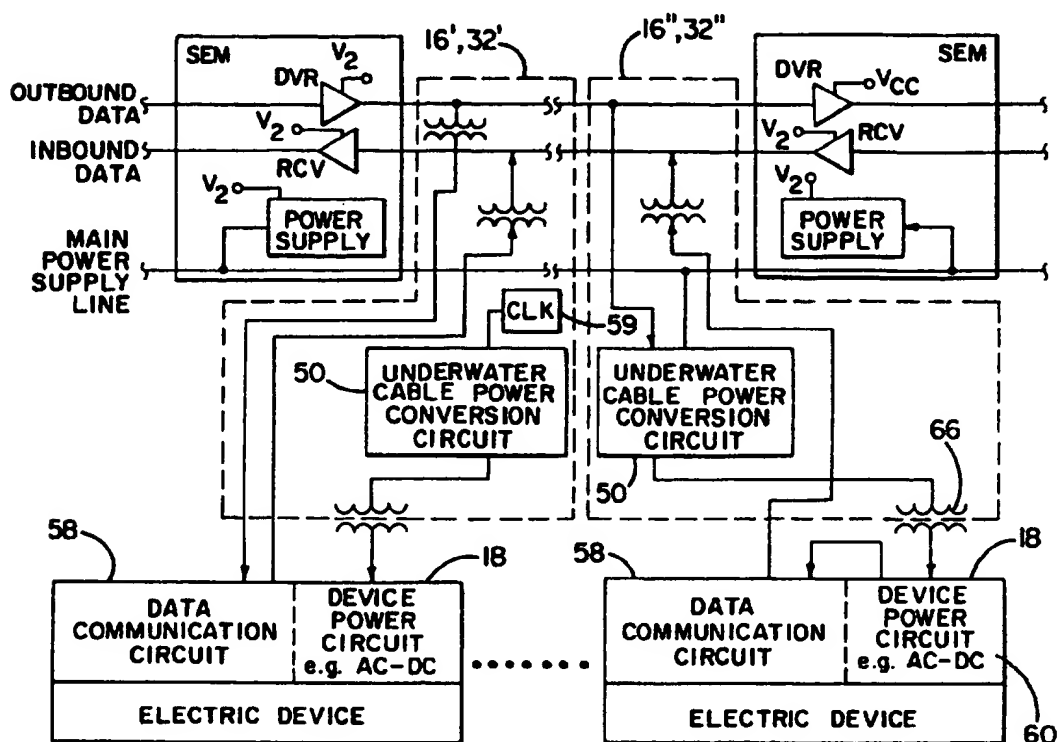 16',32'
16",32"
SEM
V2
DVR
OUTBOUND
DATA
V2
INBOUND
DATA
RCV
V2
POWER
SUPPLY
MAIN
POWER
SUPPLY
LINE
SEM
DVR
VCC
V2
RCV
V2
POWER
SUPPLY
CLK
59
50
UNDERWATER
CABLE POWER
CONVERSION
CIRCUIT
UNDERWATER
CABLE POWER
CONVERSION
CIRCUIT
50
66
58
18
DATA
COMMUNICATION
CIRCUIT
DEVICE
POWER
CIRCUIT
e.g. AC-DC
ELECTRIC DEVICE
58
18
DATA
COMMUNICATION
CIRCUIT
DEVICE
POWER
CIRCUIT
e.g. AC-DC
ELECTRIC DEVICE
60